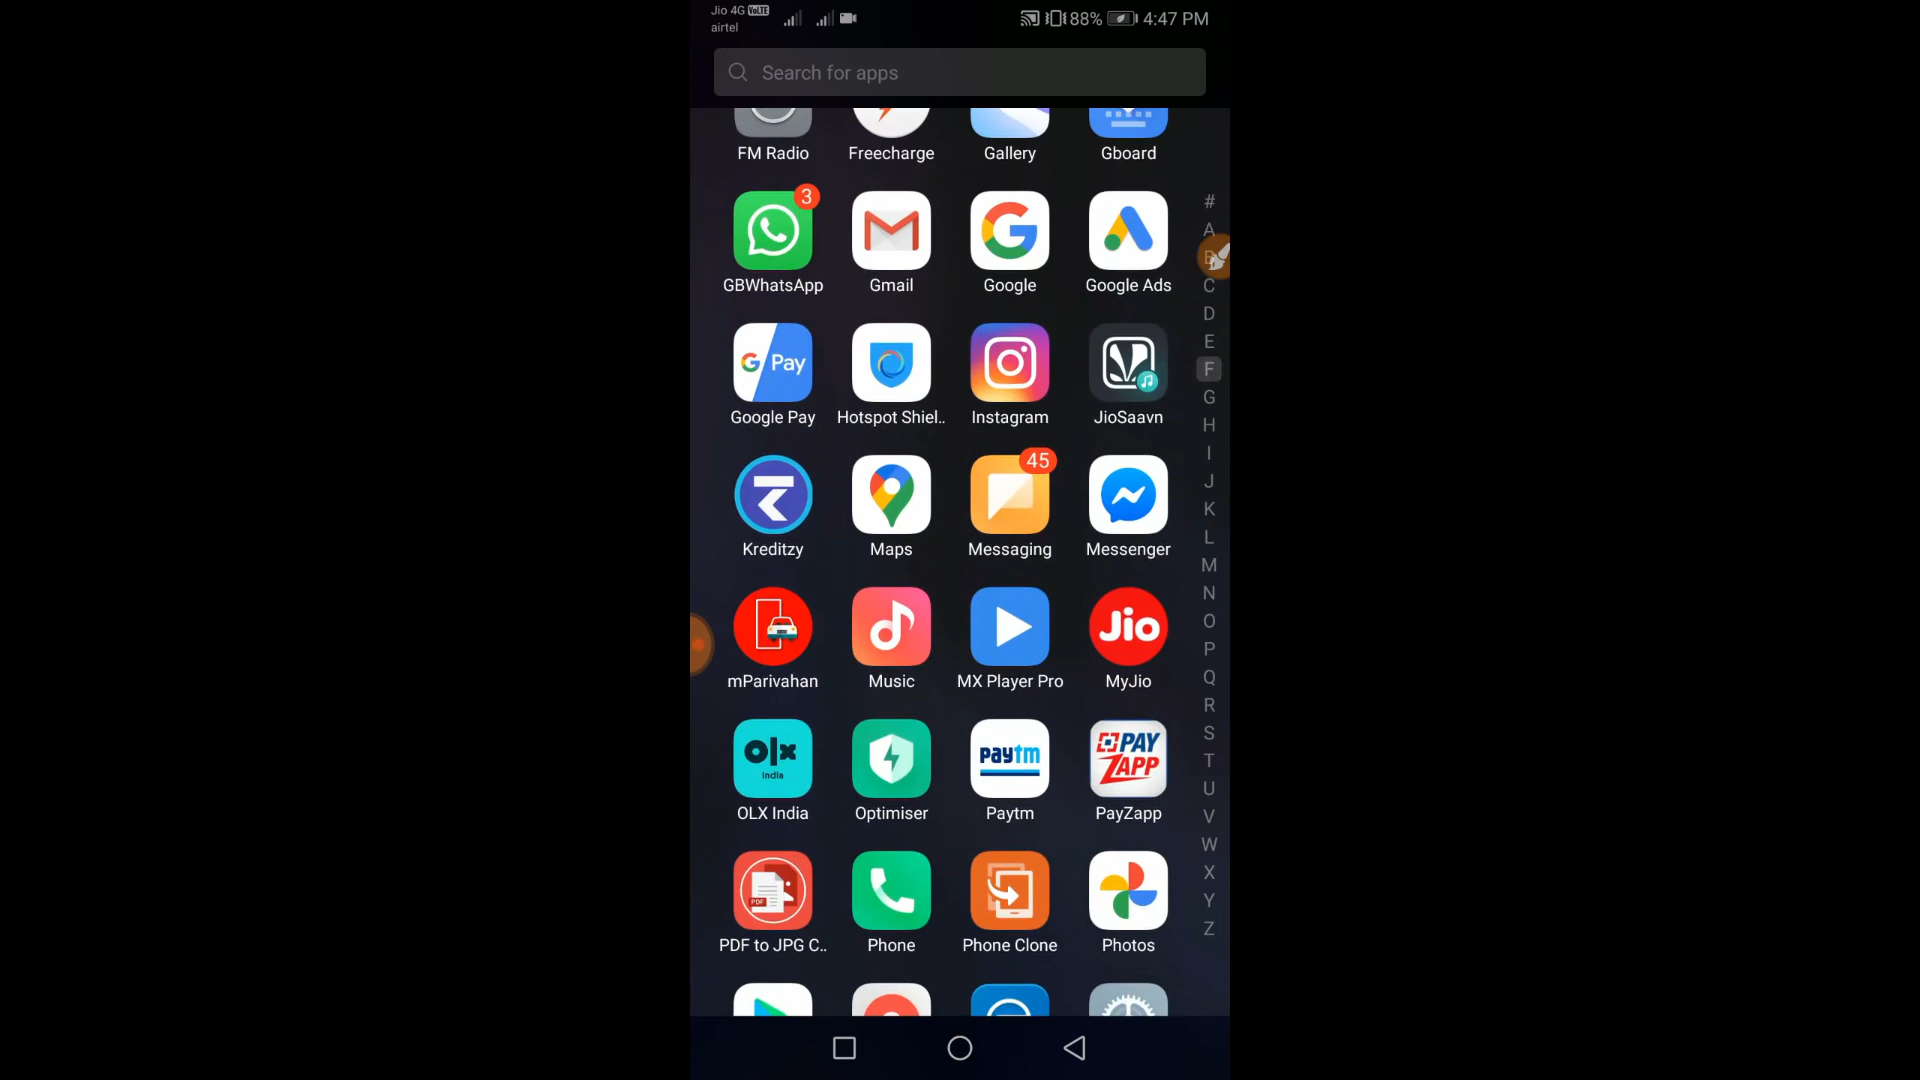 Jio 4G VoLTE
airtel
88% 4:47 PM
Search for apps
FM Radio Freecharge Gallery Gboard
3
GBWhatsApp Gmail Google Google Ads
G Pay
Google Pay Hotspot Shiel.. Instagram JioSaavn
45
Kreditzy Maps Messaging Messenger
Jio
mParivahan Music MX Player Pro MyJio
olx India paytm PAY ZAPP
OLX India Optimiser Paytm PayZapp
PDF
PDF to JPG C.. Phone Phone Clone Photos
#
A
B
C
D
E
F
G
H
I
J
K
L
M
N
O
P
Q
R
S
T
U
V
W
X
Y
Z